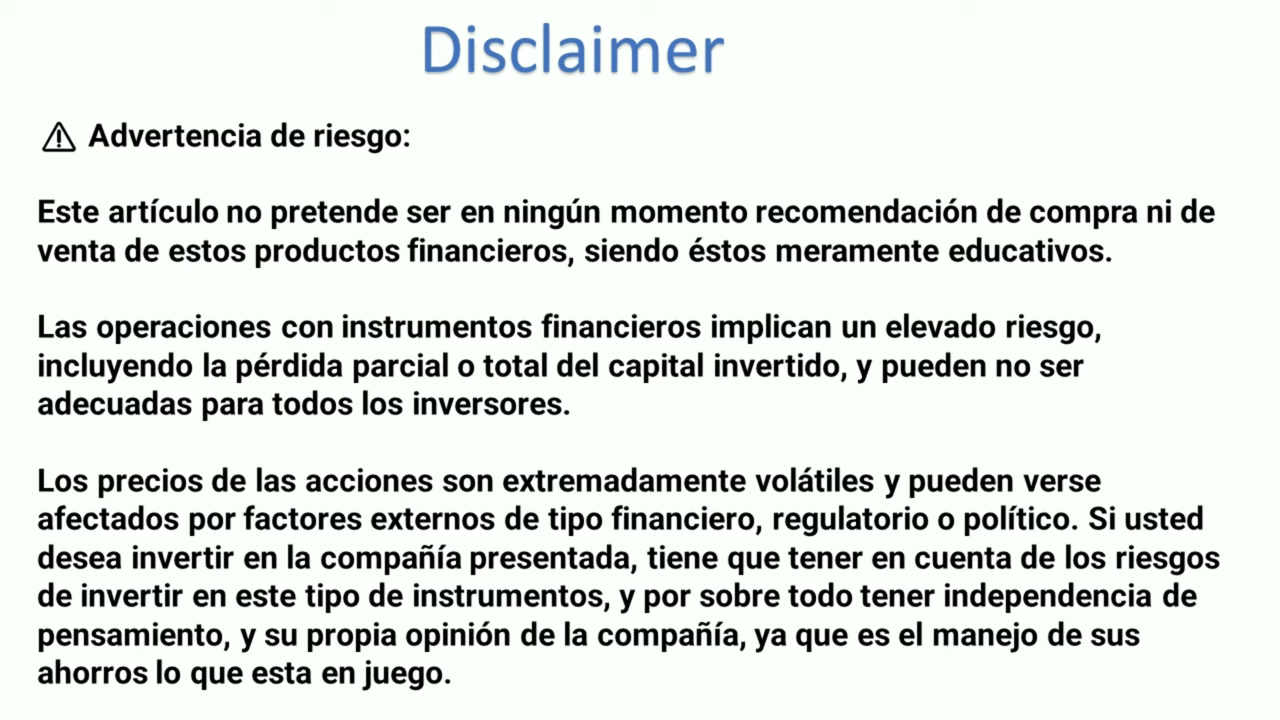 Disclaimer
⚠ Advertencia de riesgo:
Este artículo no pretende ser en ningún momento recomendación de compra ni de
venta de estos productos financieros, siendo éstos meramente educativos.
Las operaciones con instrumentos financieros implican un elevado riesgo,
incluyendo la pérdida parcial o total del capital invertido, y pueden no ser
adecuadas para todos los inversores.
Los precios de las acciones son extremadamente volátiles y pueden verse
afectados por factores externos de tipo financiero, regulatorio o político. Si usted
desea invertir en la compañía presentada, tiene que tener en cuenta de los riesgos
de invertir en este tipo de instrumentos, y por sobre todo tener independencia de
pensamiento, y su propia opinión de la compañía, ya que es el manejo de sus
ahorros lo que esta en juego.